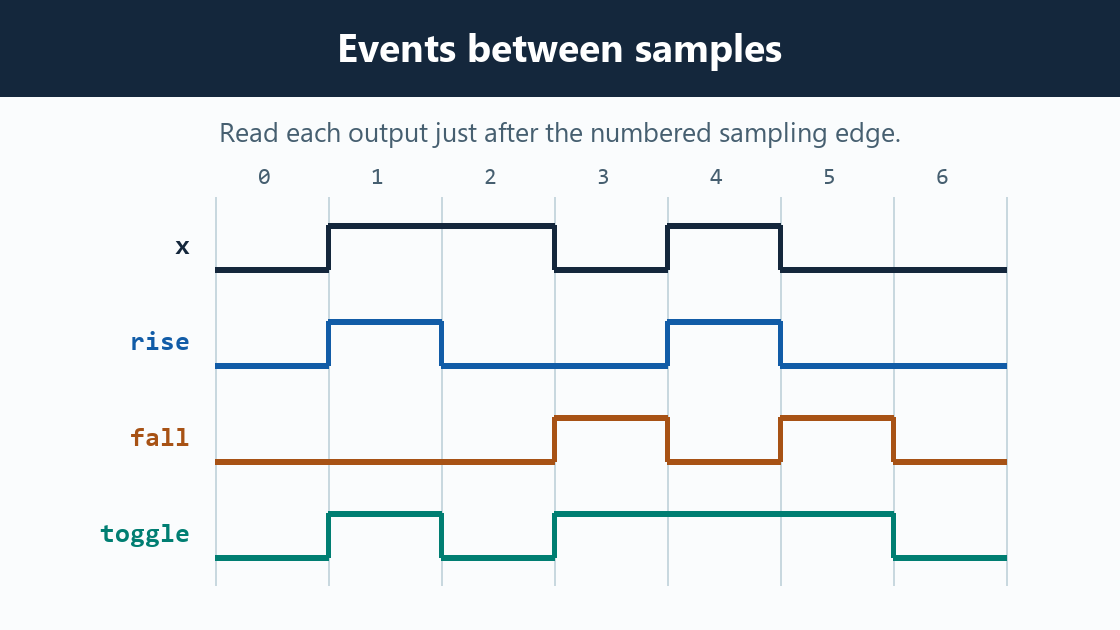 Events between samples
Read each output just after the numbered sampling edge.
0 1 2 3 4 5 6
x
rise
fall
toggle